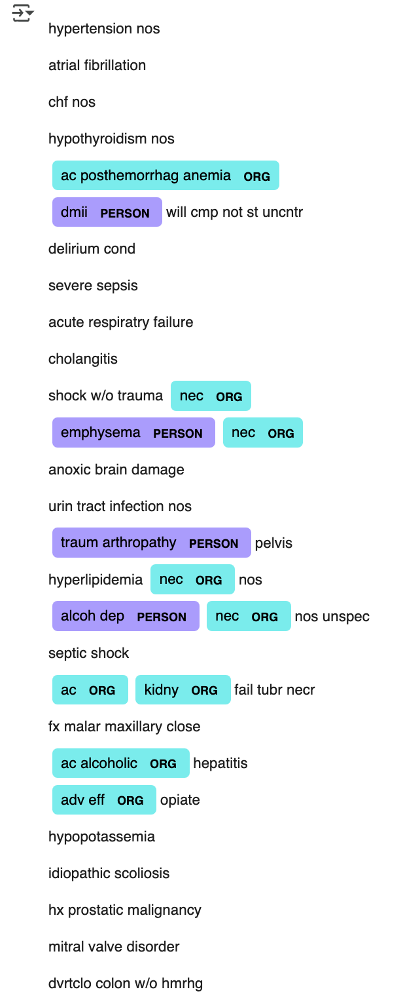 hypertension nos
atrial fibrillation
chf nos
hypothyroidism nos
ac posthemorrhag anemia ORG
dmii PERSON will cmp not st uncntr
delirium cond
severe sepsis
acute respiratry failure
cholangitis
shock w/o trauma nec ORG
emphysema PERSON nec ORG
anoxic brain damage
urin tract infection nos
traum arthropathy PERSON pelvis
hyperlipidemia nec ORG nos
alcoh dep PERSON nec ORG nos unspec
septic shock
ac ORG kidny ORG fail tubr necr
fx malar maxillary close
ac alcoholic ORG hepatitis
adv eff ORG opiate
hypopotassemia
idiopathic scoliosis
hx prostatic malignancy
mitral valve disorder
dvrtclo colon w/o hmrhg